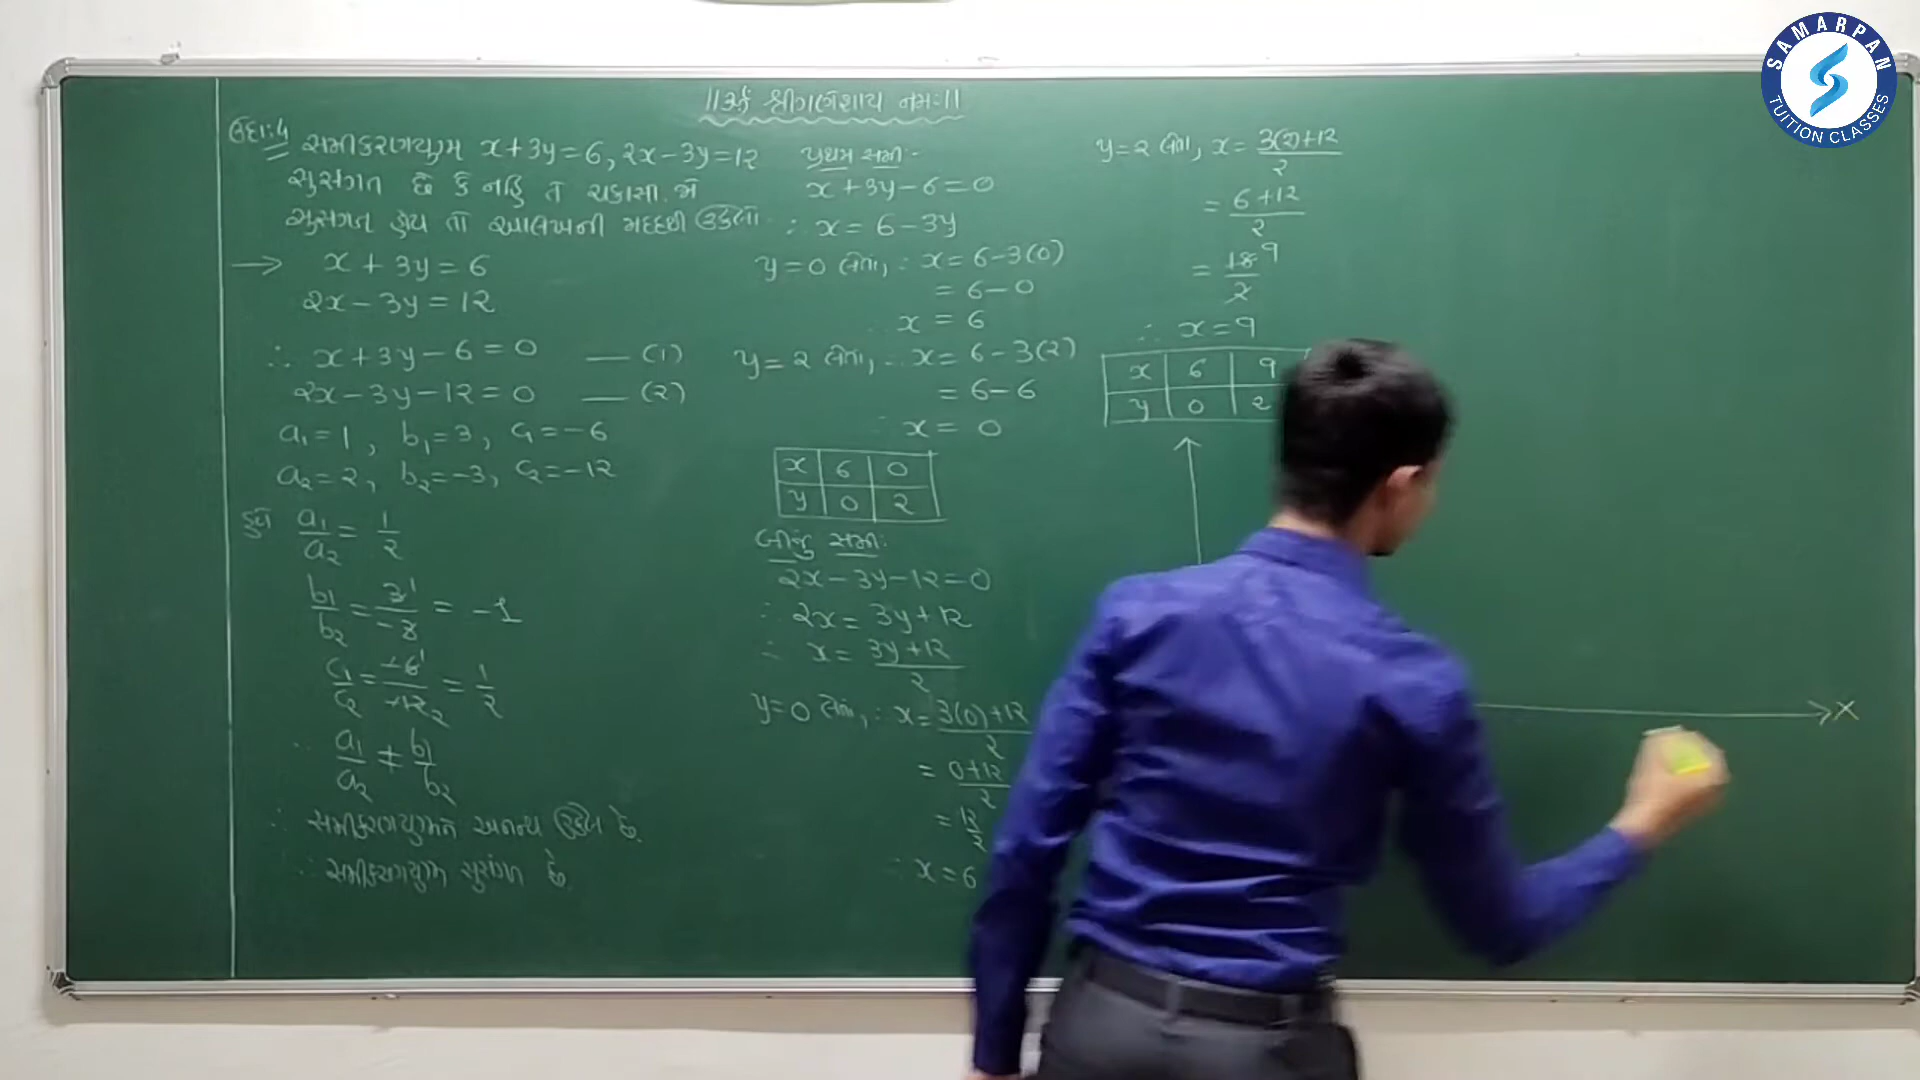 SAMARPAN
TUITION CLASSES
||ૐ શ્રીગણેશાય નમઃ||
ઉદા:4 સમીકરણયુગ્મ x+3y=6, 2x-3y=12
સુસંગત છે કે નહિ તે ચકાસો. જો
સુસંગત હોય તો આલેખની મદદથી ઉકેલો.
→ x+3y=6
2x-3y=12
∴ x+3y-6=0 — (1)
2x-3y-12=0 — (2)
a₁=1, b₁=3, c₁=-6
a₂=2, b₂=-3, c₂=-12
હવે a₁/a₂ = 1/2
b₁/b₂ = 3/-3 = -1
c₁/c₂ = -6/-12 = 1/2
∴ a₁/a₂ ≠ b₁/b₂
∴ સમીકરણયુગ્મને અનન્ય ઉકેલ છે.
∴ સમીકરણયુગ્મ સુસંગત છે.
પ્રથમ સમી:-
x+3y-6=0
∴ x=6-3y
y=0 લેતાં, ∴ x=6-3(0)
=6-0
∴ x=6
y=2 લેતાં, ∴ x=6-3(2)
=6-6
∴ x=0
x 6 0
y 0 2
બીજુ સમી:
2x-3y-12=0
∴ 2x=3y+12
∴ x=3y+12/2
y=0 લેતાં, ∴ x=3(0)+12/2
=0+12/2
=12/2
∴ x=6
y=2 લેતાં, x=3(2)+12/2
=6+12/2
=18/2 9
∴ x=9
x 6 9
y 0 2
X